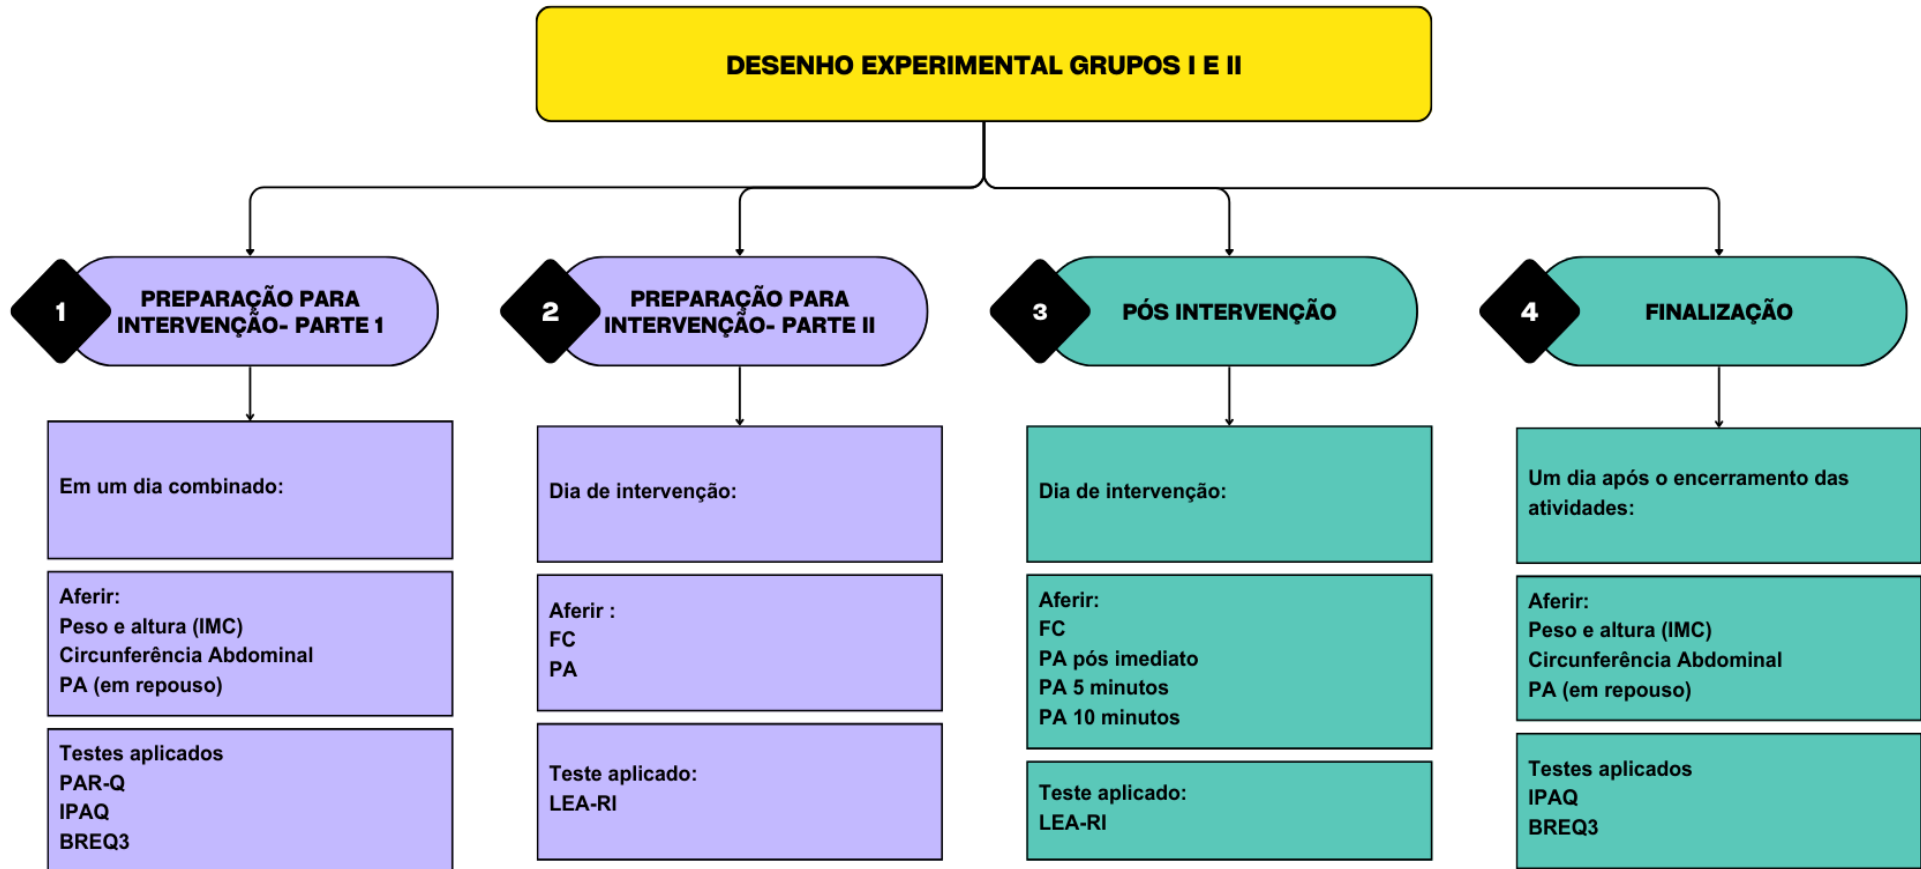 DESENHO EXPERIMENTAL GRUPOS I E II
1
PREPARAÇÃO PARA
INTERVENÇÃO- PARTE 1
Em um dia combinado:
Aferir:
Peso e altura (IMC)
Circunferência Abdominal
PA (em repouso)
Testes aplicados
PAR-Q
IPAQ
BREQ3
2
PREPARAÇÃO PARA
INTERVENÇÃO- PARTE II
Dia de intervenção:
Aferir :
FC
PA
Teste aplicado:
LEA-RI
3
PÓS INTERVENÇÃO
Dia de intervenção:
Aferir:
FC
PA pós imediato
PA 5 minutos
PA 10 minutos
Teste aplicado:
LEA-RI
4
FINALIZAÇÃO
Um dia após o encerramento das
atividades:
Aferir:
Peso e altura (IMC)
Circunferência Abdominal
PA (em repouso)
Testes aplicados
IPAQ
BREQ3